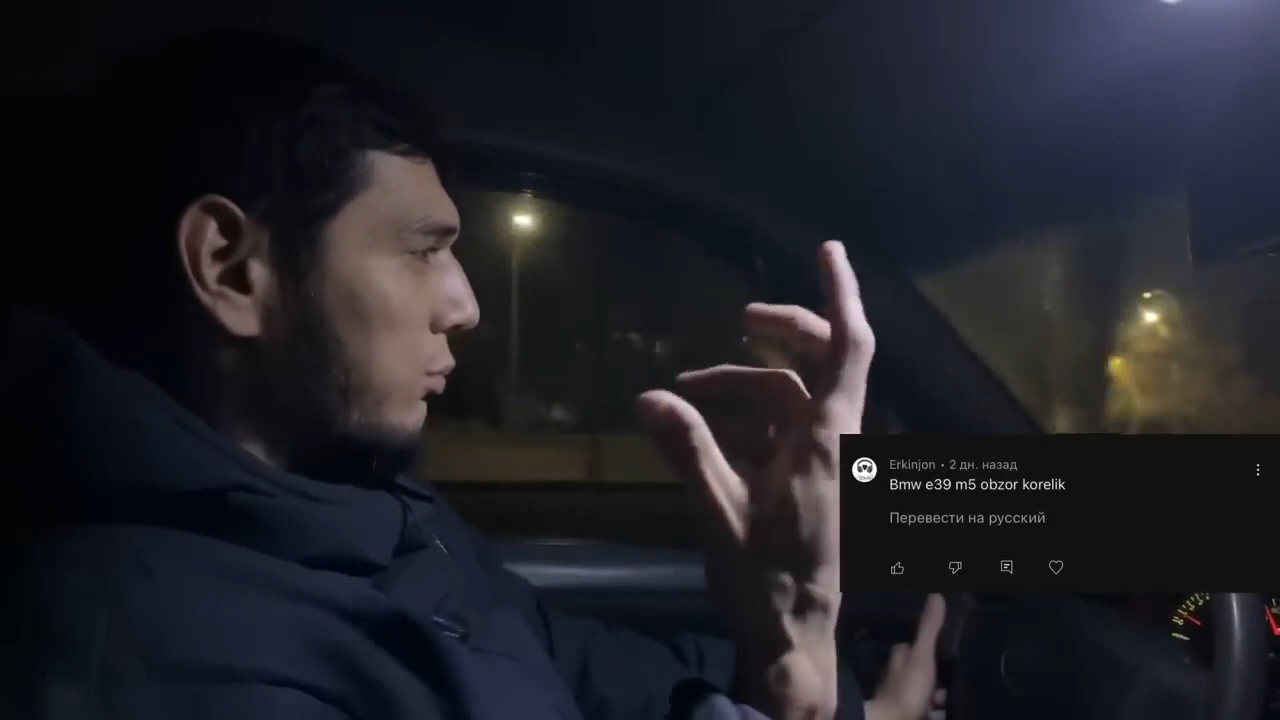 Erkinjon • 2 дн. назад
Bmw e39 m5 obzor korelik
Перевести на русский